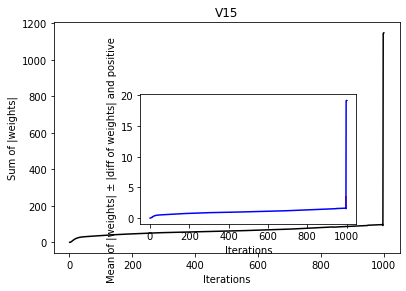 V15
Sum of |weights|
1200
1000
800
600
400
200
0
0 200 400 600 800 1000
Iterations
Mean of |weights| ± |diff of weights| and positive
20
15
10
5
0
0 200 400 600 800 1000
Iterations